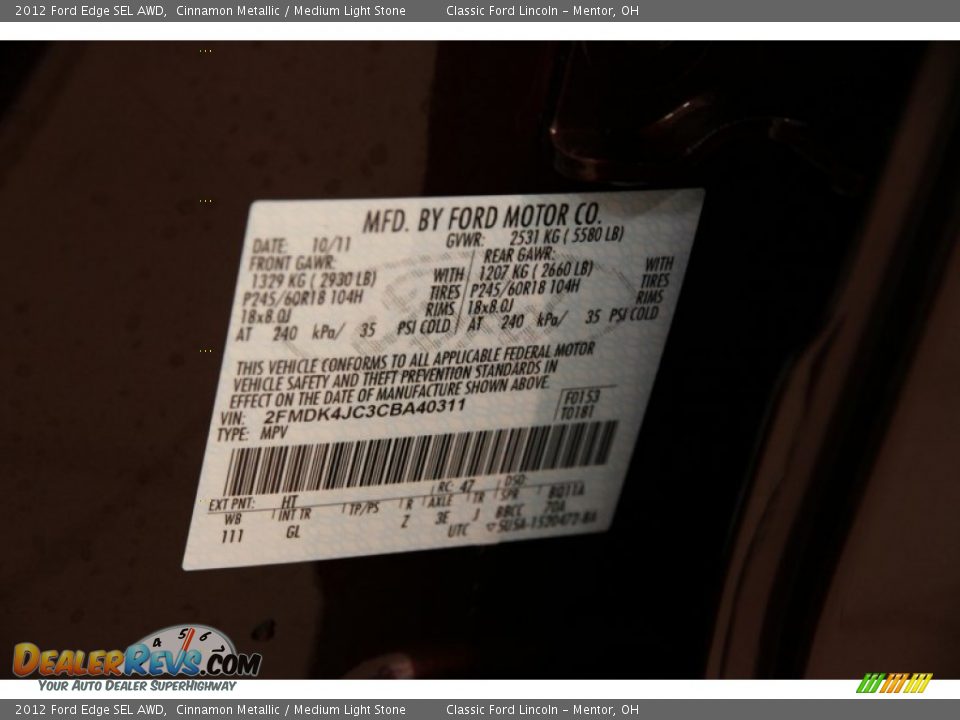 2012 Ford Edge SEL AWD, Cinnamon Metallic / Medium Light Stone Classic Ford Lincoln - Mentor, OH
MFD. BY FORD MOTOR CO.
DATE: 10/11 GVWR: 2531 KG ( 5580 LB)
FRONT GAWR: REAR GAWR:
1329 KG ( 2930 LB) WITH 1207 KG ( 2660 LB) WITH
P245/60R18 104H TIRES P245/60R18 104H TIRES
18x8.0J RIMS 18x8.0J RIMS
AT 240 kPa/ 35 PSI COLD AT 240 kPa/ 35 PSI COLD
THIS VEHICLE CONFORMS TO ALL APPLICABLE FEDERAL MOTOR
VEHICLE SAFETY AND THEFT PREVENTION STANDARDS IN
EFFECT ON THE DATE OF MANUFACTURE SHOWN ABOVE.
VIN: 2FMDK4JC3CBA40311 F0153
TYPE: MPV T0181
EXT PNT: HT RC: 47 DSO:
WB INT TR TP/PS R AXLE TR SPR
111 GL Z 3E J BBCC
UTC
4 5 6
DEALERREVS.COM
YOUR AUTO DEALER SUPERHIGHWAY
2012 Ford Edge SEL AWD, Cinnamon Metallic / Medium Light Stone Classic Ford Lincoln - Mentor, OH